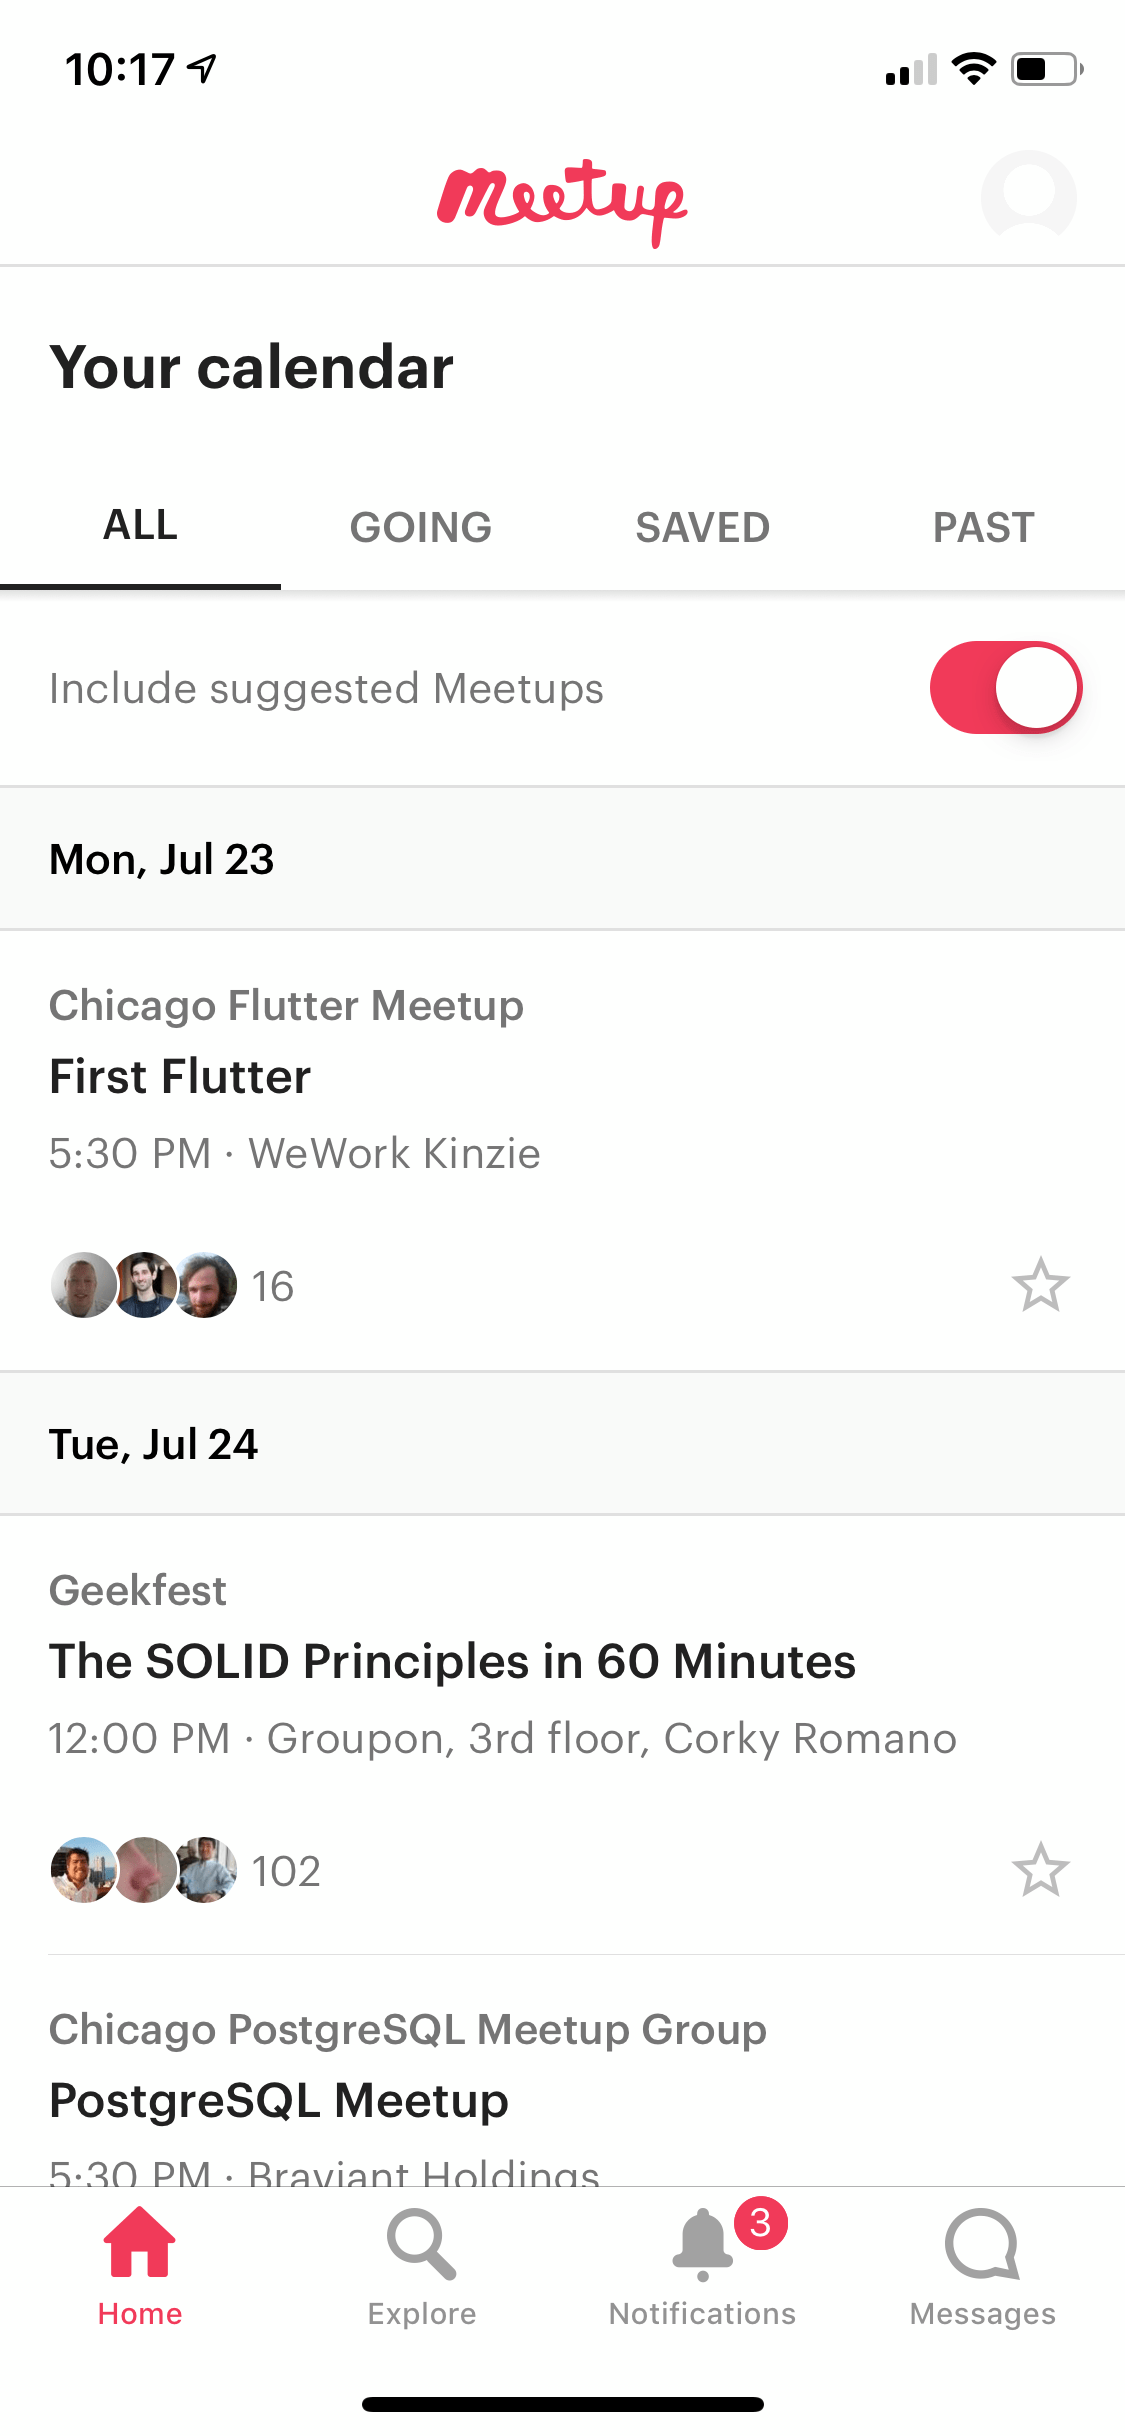 10:17
meetup
Your calendar
ALL GOING SAVED PAST
Include suggested Meetups
Mon, Jul 23
Chicago Flutter Meetup
First Flutter
5:30 PM · WeWork Kinzie
16
Tue, Jul 24
Geekfest
The SOLID Principles in 60 Minutes
12:00 PM · Groupon, 3rd floor, Corky Romano
102
Chicago PostgreSQL Meetup Group
PostgreSQL Meetup
5:30 PM · Braviant Holdings
3
Home Explore Notifications Messages